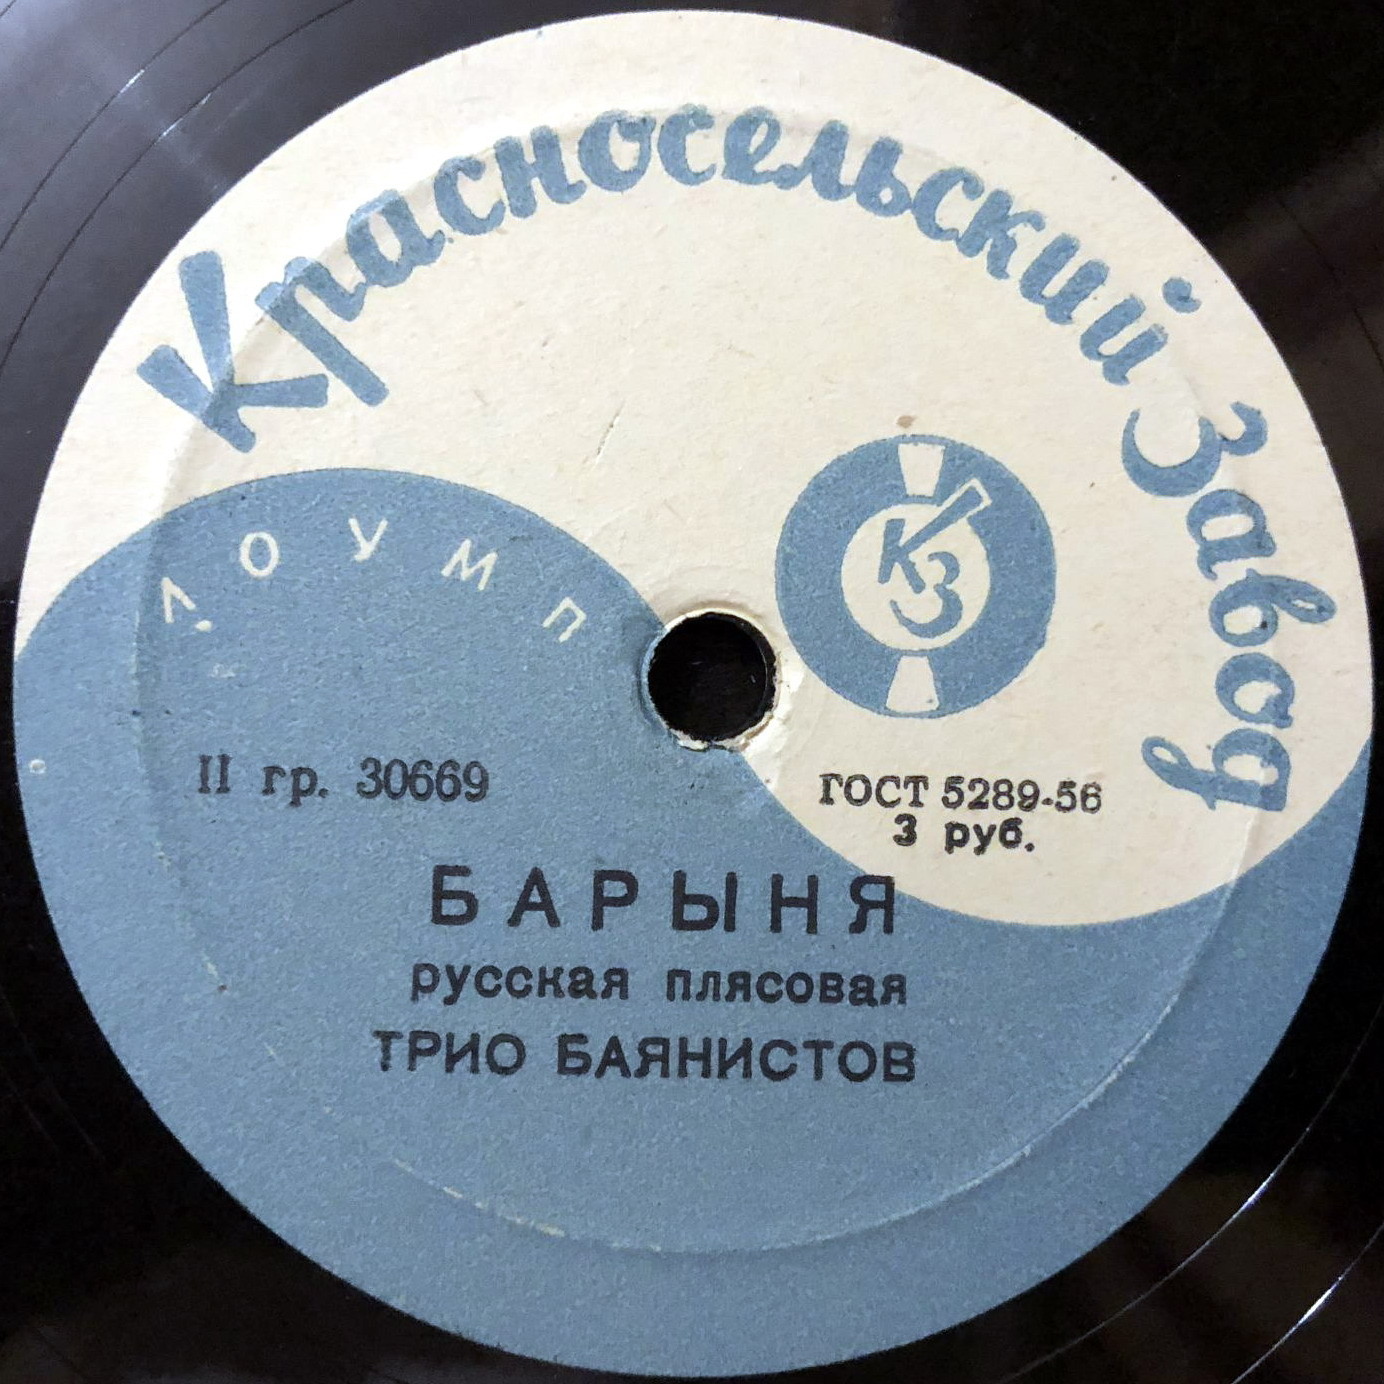 Красносельский Завод
ЛОУМП
КЗ
II гр. 30669
ГОСТ 5289-56
3 руб.
БАРЫНЯ
русская плясовая
ТРИО БАЯНИСТОВ